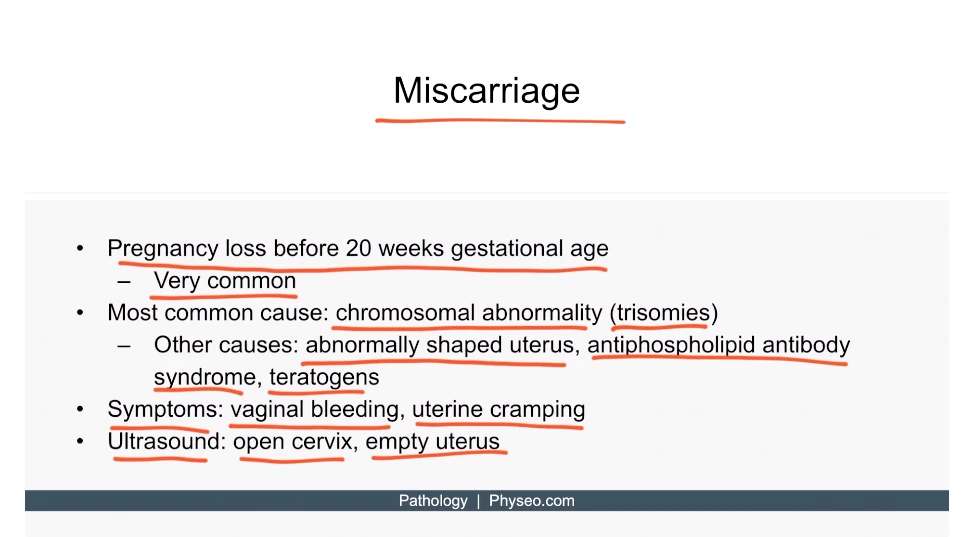 Miscarriage
• Pregnancy loss before 20 weeks gestational age
– Very common
• Most common cause: chromosomal abnormality (trisomies)
– Other causes: abnormally shaped uterus, antiphospholipid antibody
syndrome, teratogens
• Symptoms: vaginal bleeding, uterine cramping
• Ultrasound: open cervix, empty uterus
Pathology | Physeo.com